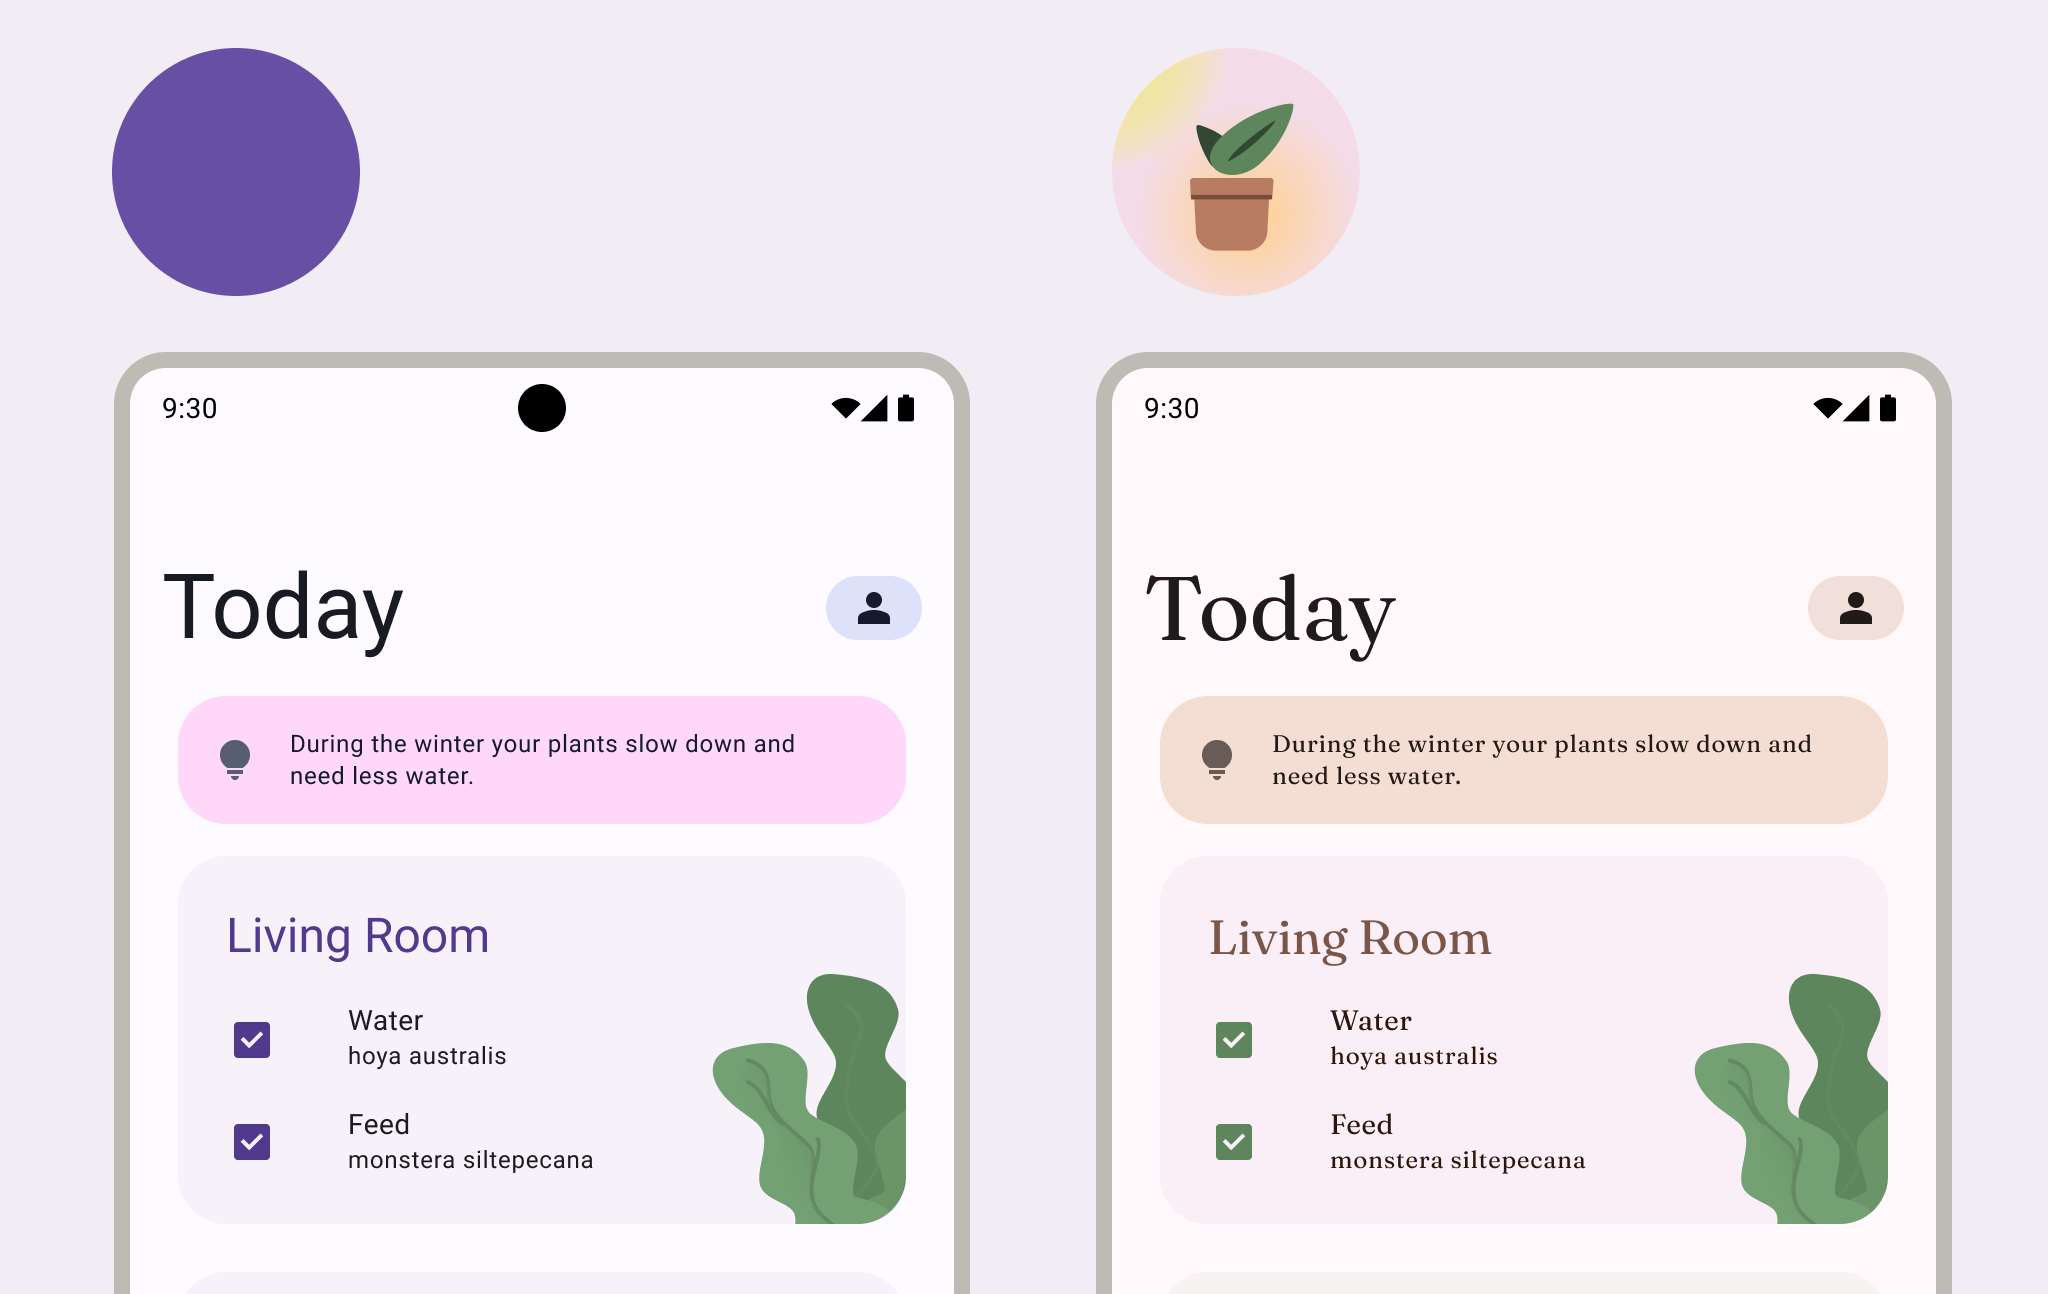 9:30
Today
During the winter your plants slow down and
need less water.
Living Room
Water
hoya australis
Feed
monstera siltepecana
9:30
Today
During the winter your plants slow down and
need less water.
Living Room
Water
hoya australis
Feed
monstera siltepecana